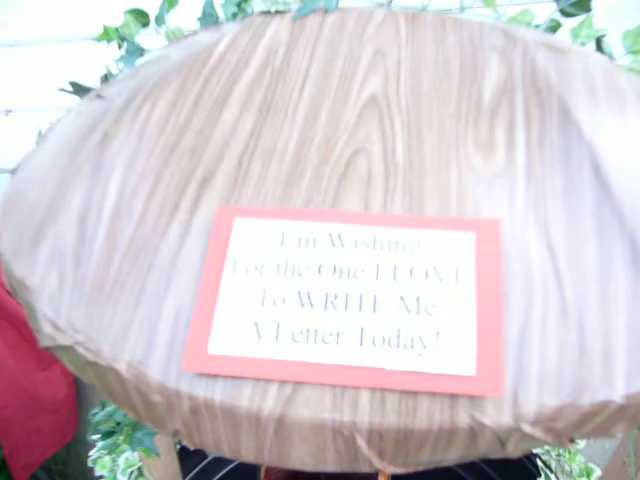 I'm Wishing
For the One I LOVE
To WRITE Me
A Letter Today!